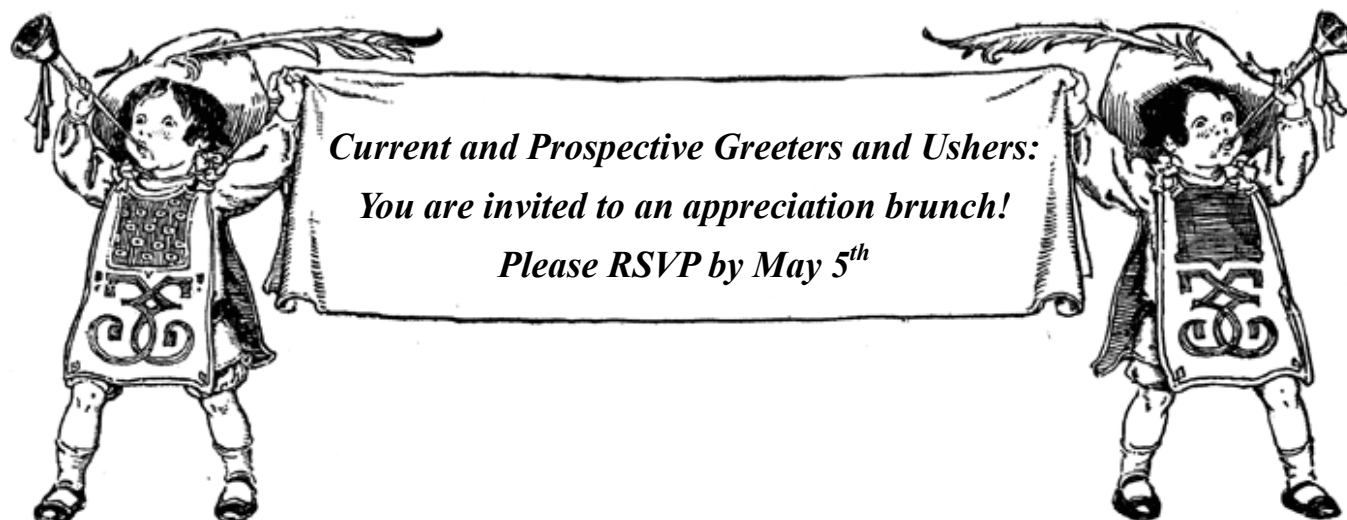 Current and Prospective Greeters and Ushers:
You are invited to an appreciation brunch!
Please RSVP by May 5th